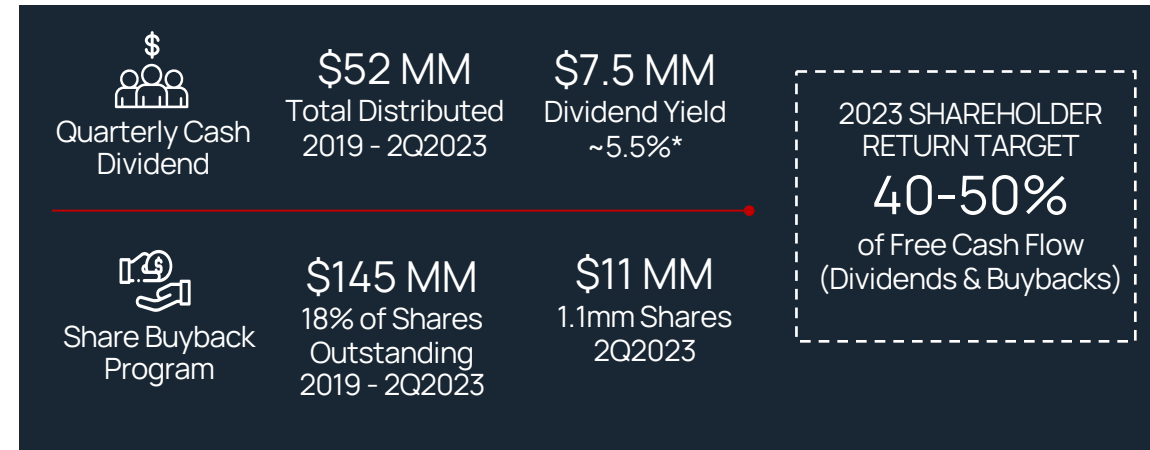 $
Quarterly Cash
Dividend
$52 MM
Total Distributed
2019 - 2Q2023
$7.5 MM
Dividend Yield
~5.5%*
$
Share Buyback
Program
$145 MM
18% of Shares
Outstanding
2019 - 2Q2023
$11 MM
1.1mm Shares
2Q2023
2023 SHAREHOLDER
RETURN TARGET
40-50%
of Free Cash Flow
(Dividends & Buybacks)